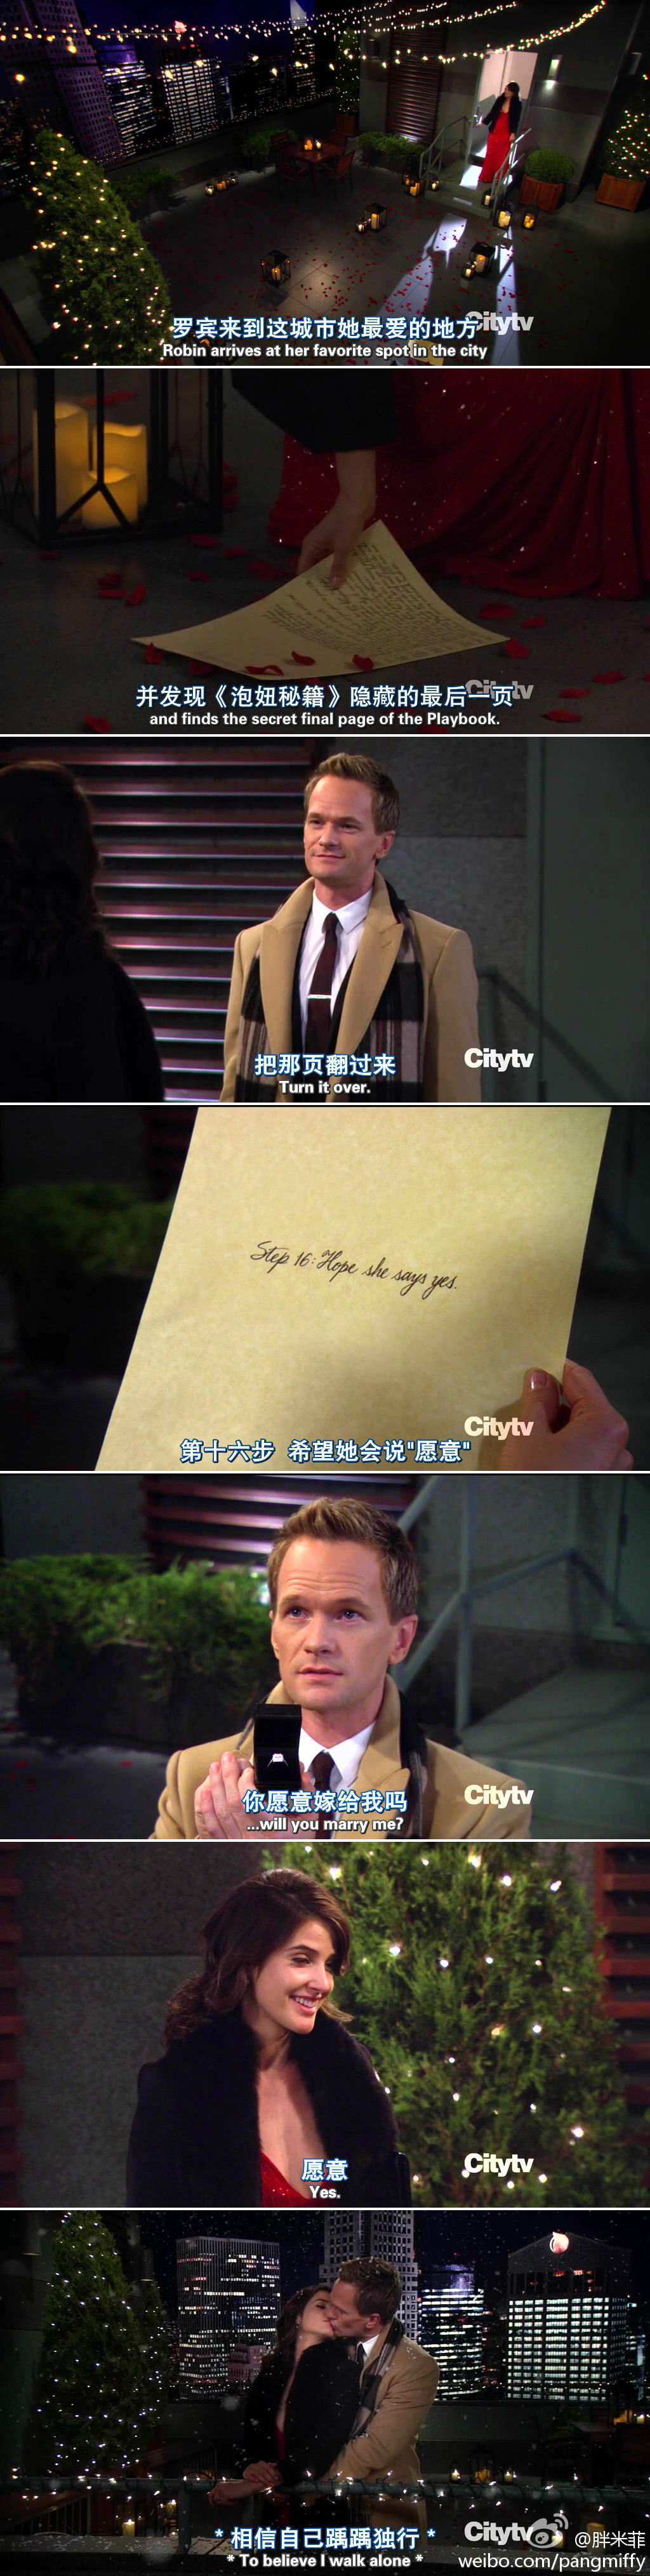 Citytv
罗宾来到这城市她最爱的地方
Robin arrives at her favorite spot in the city
Citytv
并发现《泡妞秘籍》隐藏的最后一页
and finds the secret final page of the Playbook.
Citytv
把那页翻过来
Turn it over.
Step 16: Hope she says yes.
Citytv
第十六步 希望她会说"愿意"
Citytv
你愿意嫁给我吗
...will you marry me?
Citytv
愿意
Yes.
Citytv
@胖米菲
* 相信自己踽踽独行 *
* To believe I walk alone *
weibo.com/pangmiffy